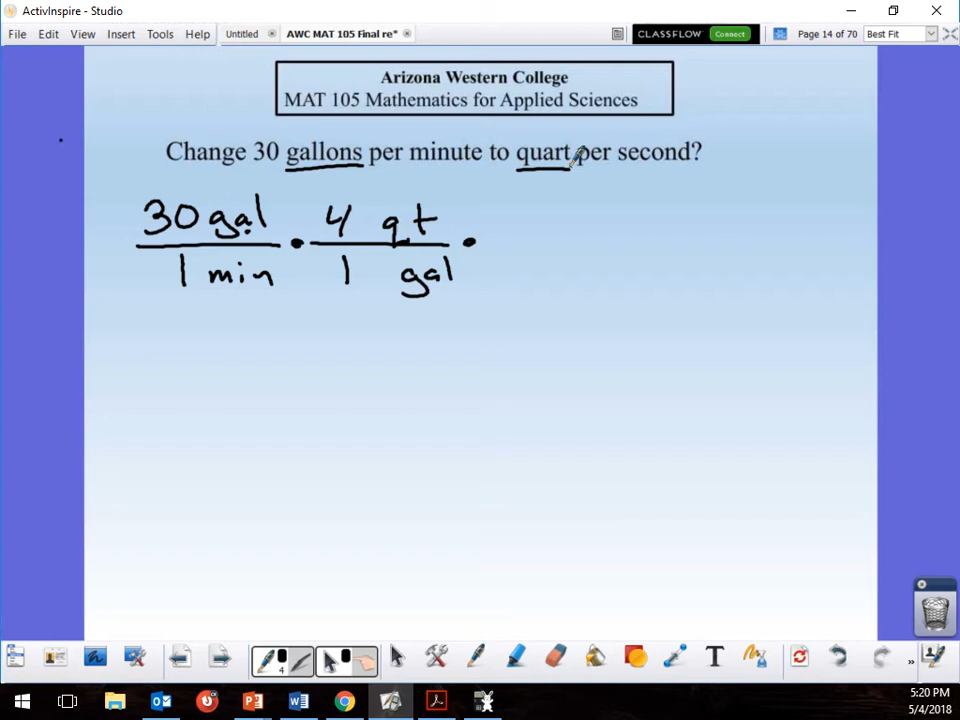 ActivInspire - Studio
File Edit View Insert Tools Help Untitled AWC MAT 105 Final re* CLASSFLOW Connect Page 14 of 70 Best Fit
Arizona Western College
MAT 105 Mathematics for Applied Sciences
Change 30 gallons per minute to quart per second?
30 gal 4 qt
1 min 1 gal
4
5:20 PM
5/4/2018